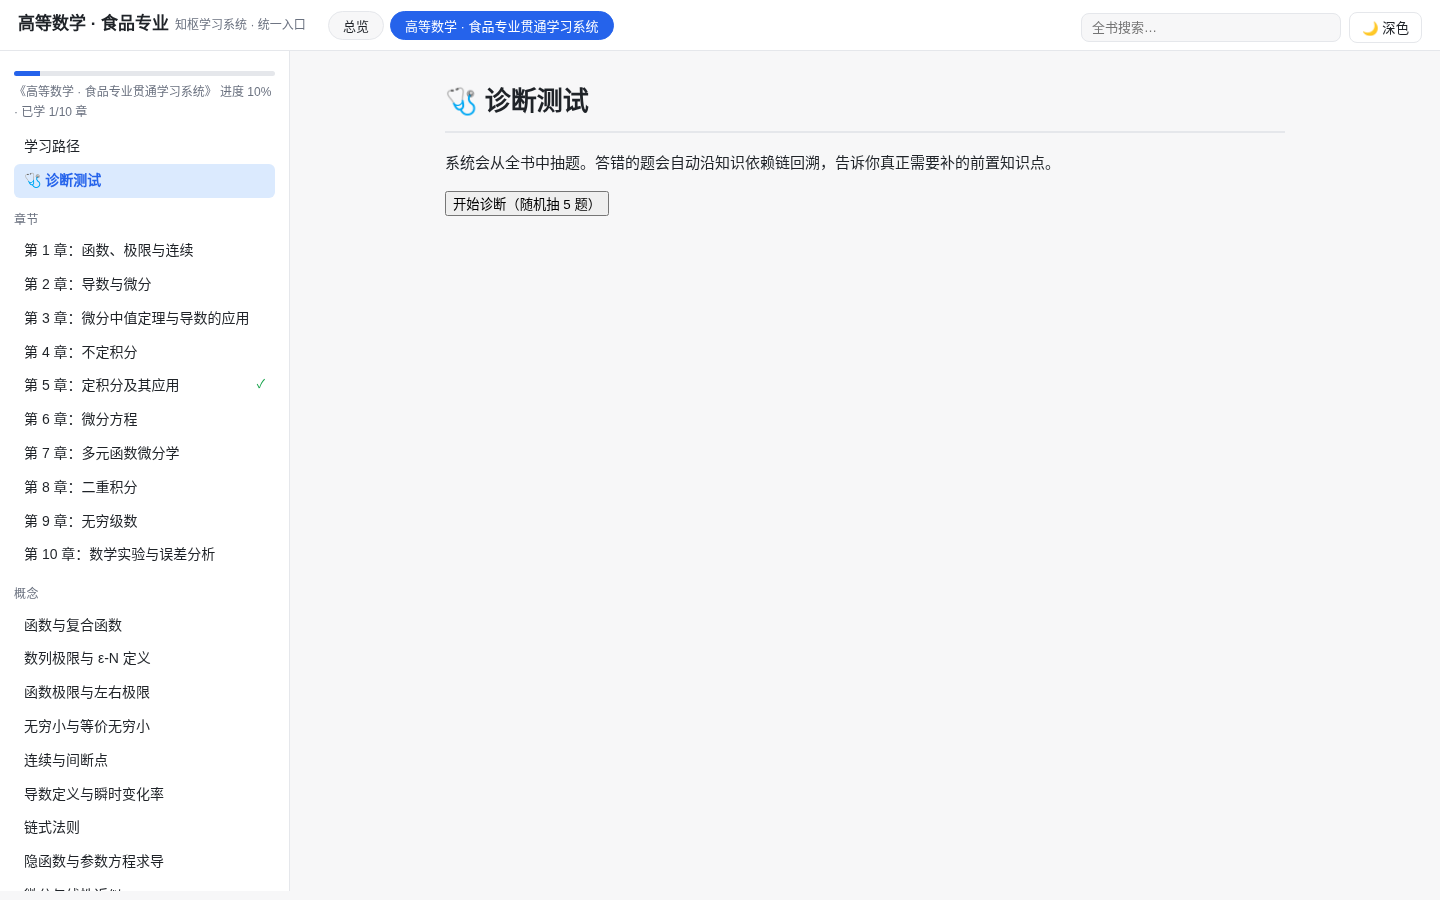 高等数学 · 食品专业 知枢学习系统 · 统一入口 总览 高等数学 · 食品专业贯通学习系统 全书搜索… 🌙 深色
《高等数学 · 食品专业贯通学习系统》 进度 10%
· 已学 1/10 章
学习路径
🩺 诊断测试
章节
第 1 章：函数、极限与连续
第 2 章：导数与微分
第 3 章：微分中值定理与导数的应用
第 4 章：不定积分
第 5 章：定积分及其应用 ✓
第 6 章：微分方程
第 7 章：多元函数微分学
第 8 章：二重积分
第 9 章：无穷级数
第 10 章：数学实验与误差分析
概念
函数与复合函数
数列极限与 ε-N 定义
函数极限与左右极限
无穷小与等价无穷小
连续与间断点
导数定义与瞬时变化率
链式法则
隐函数与参数方程求导
🩺 诊断测试
系统会从全书中抽题。答错的题会自动沿知识依赖链回溯，告诉你真正需要补的前置知识点。
开始诊断（随机抽 5 题）